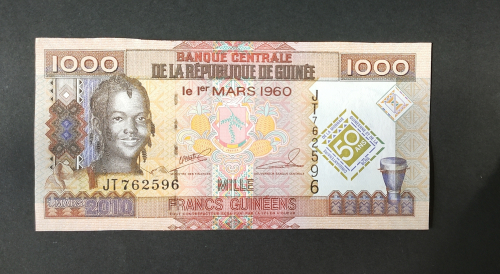 1000
BANQUE CENTRALE
DE LA RÉPUBLIQUE DE GUINÉE
1000
le 1er MARS 1960
JT762596
50 ANS
JT762596
MILLE
2010
FRANCS GUINÉENS